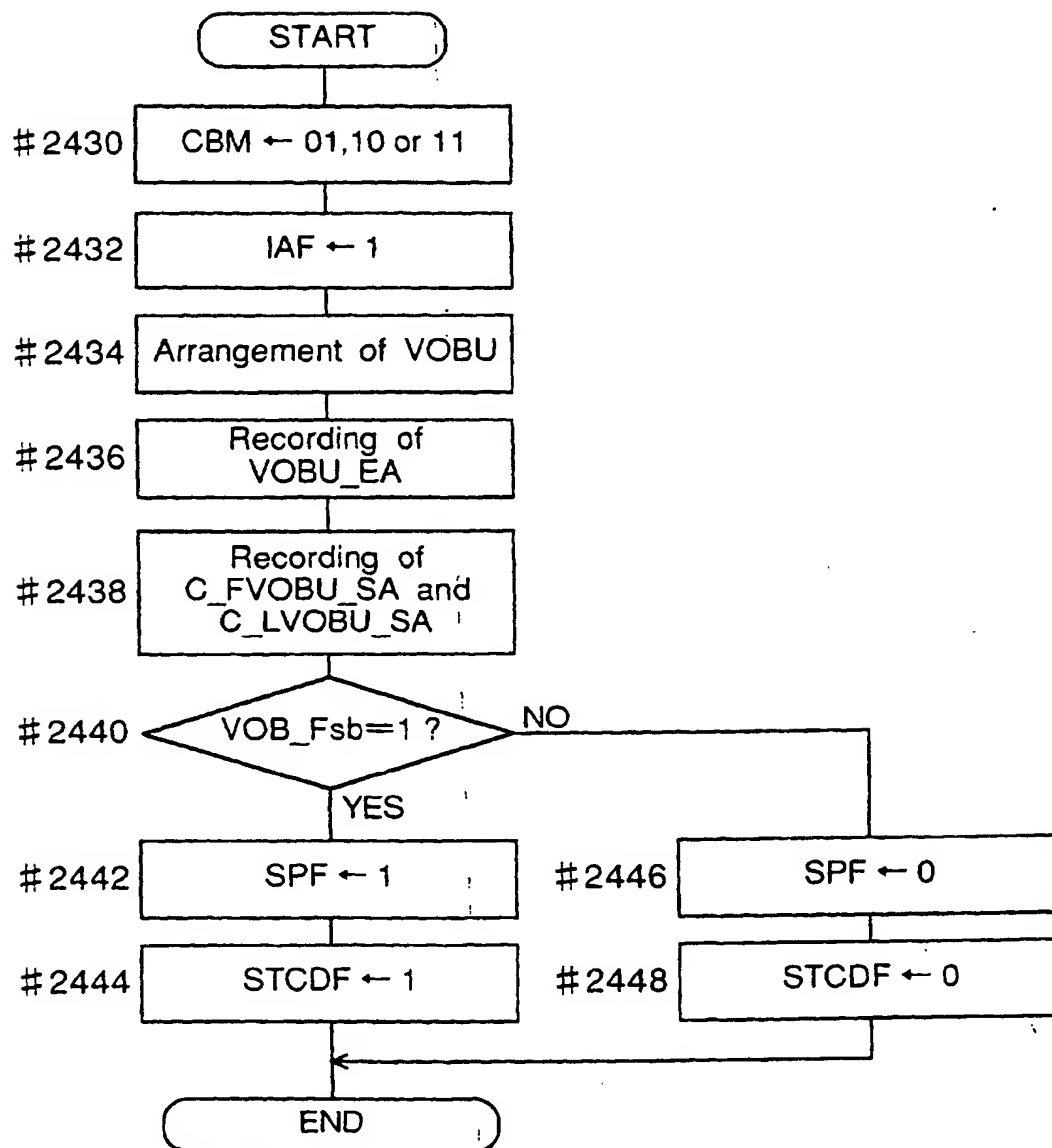 START
#2430
CBM ← 01,10 or 11
#2432
IAF ← 1
#2434
Arrangement of VOBU
#2436
Recording of
VOBU_EA
#2438
Recording of
C_FVOBU_SA and
C_LVOBU_SA
#2440
VOB_Fsb=1 ?
NO
YES
#2442
SPF ← 1
#2446
SPF ← 0
#2444
STCDF ← 1
#2448
STCDF ← 0
END